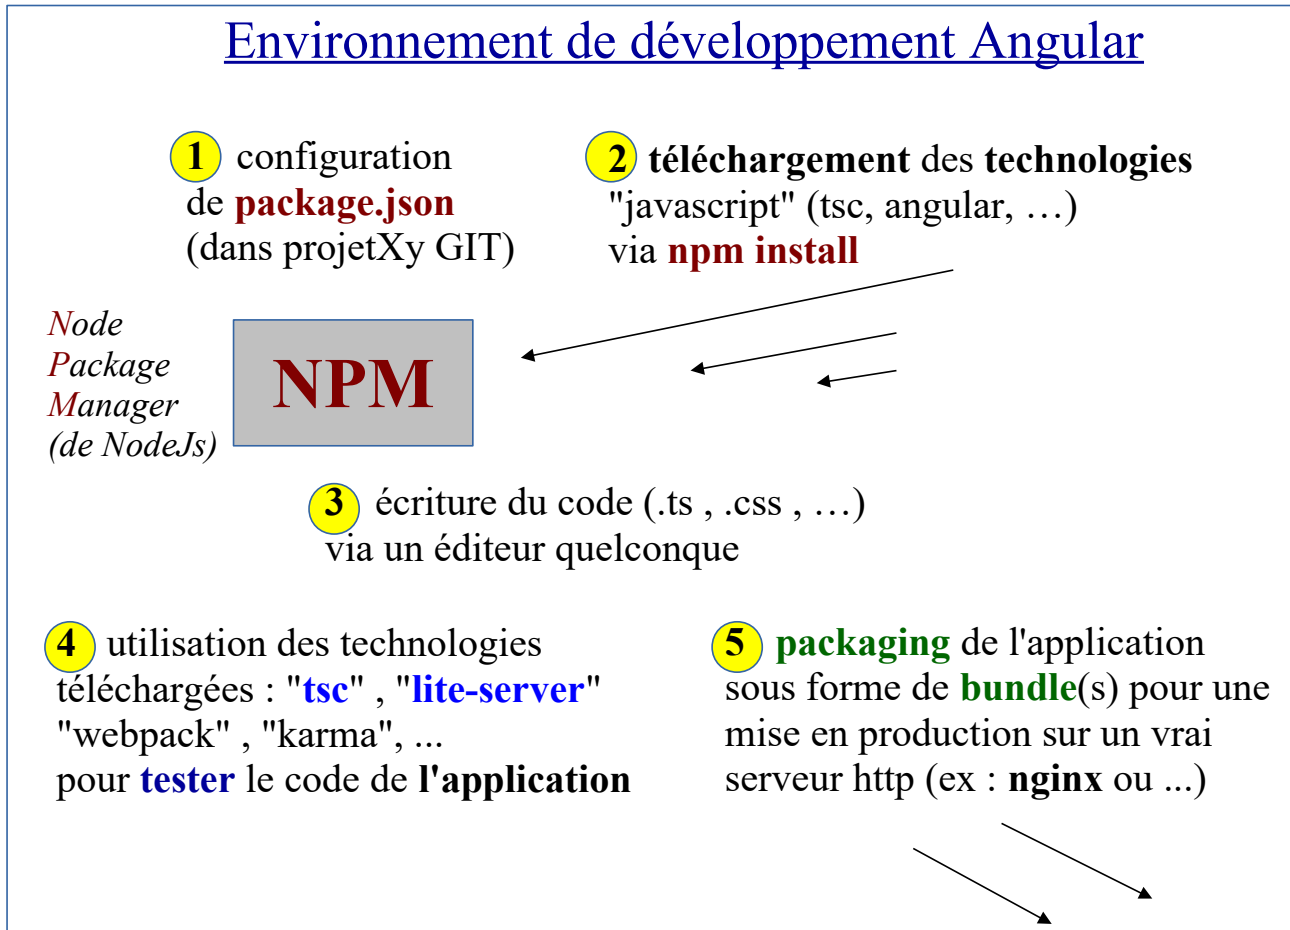 Environnement de développement Angular
1 configuration
de package.json
(dans projetXy GIT)
2 téléchargement des technologies
"javascript" (tsc, angular, …)
via npm install
Node
Package
Manager
(de NodeJs)
NPM
3 écriture du code (.ts , .css , …)
via un éditeur quelconque
4 utilisation des technologies
téléchargées : "tsc" , "lite-server"
"webpack" , "karma", ...
pour tester le code de l'application
5 packaging de l'application
sous forme de bundle(s) pour une
mise en production sur un vrai
serveur http (ex : nginx ou ...)